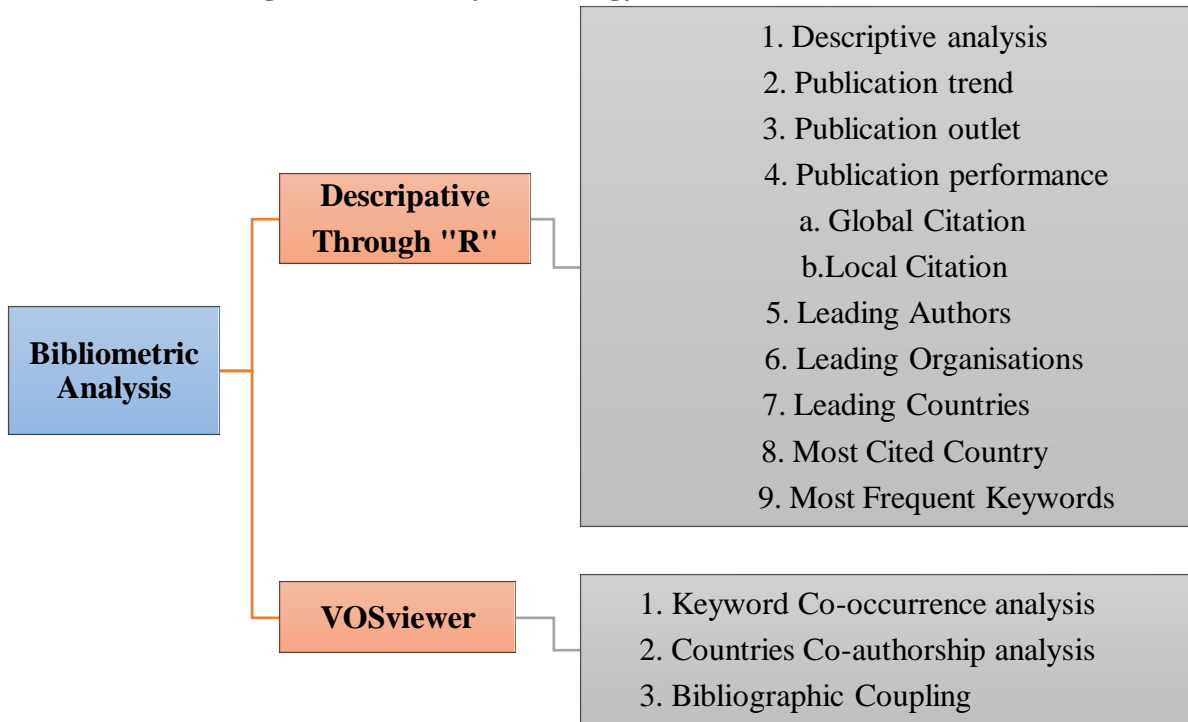 1. Descriptive analysis
2. Publication trend
3. Publication outlet
4. Publication performance
a. Global Citation
b.Local Citation
5. Leading Authors
6. Leading Organisations
7. Leading Countries
8. Most Cited Country
9. Most Frequent Keywords
Descripative
Through "R"
Bibliometric
Analysis
VOSviewer
1. Keyword Co-occurrence analysis
2. Countries Co-authorship analysis
3. Bibliographic Coupling